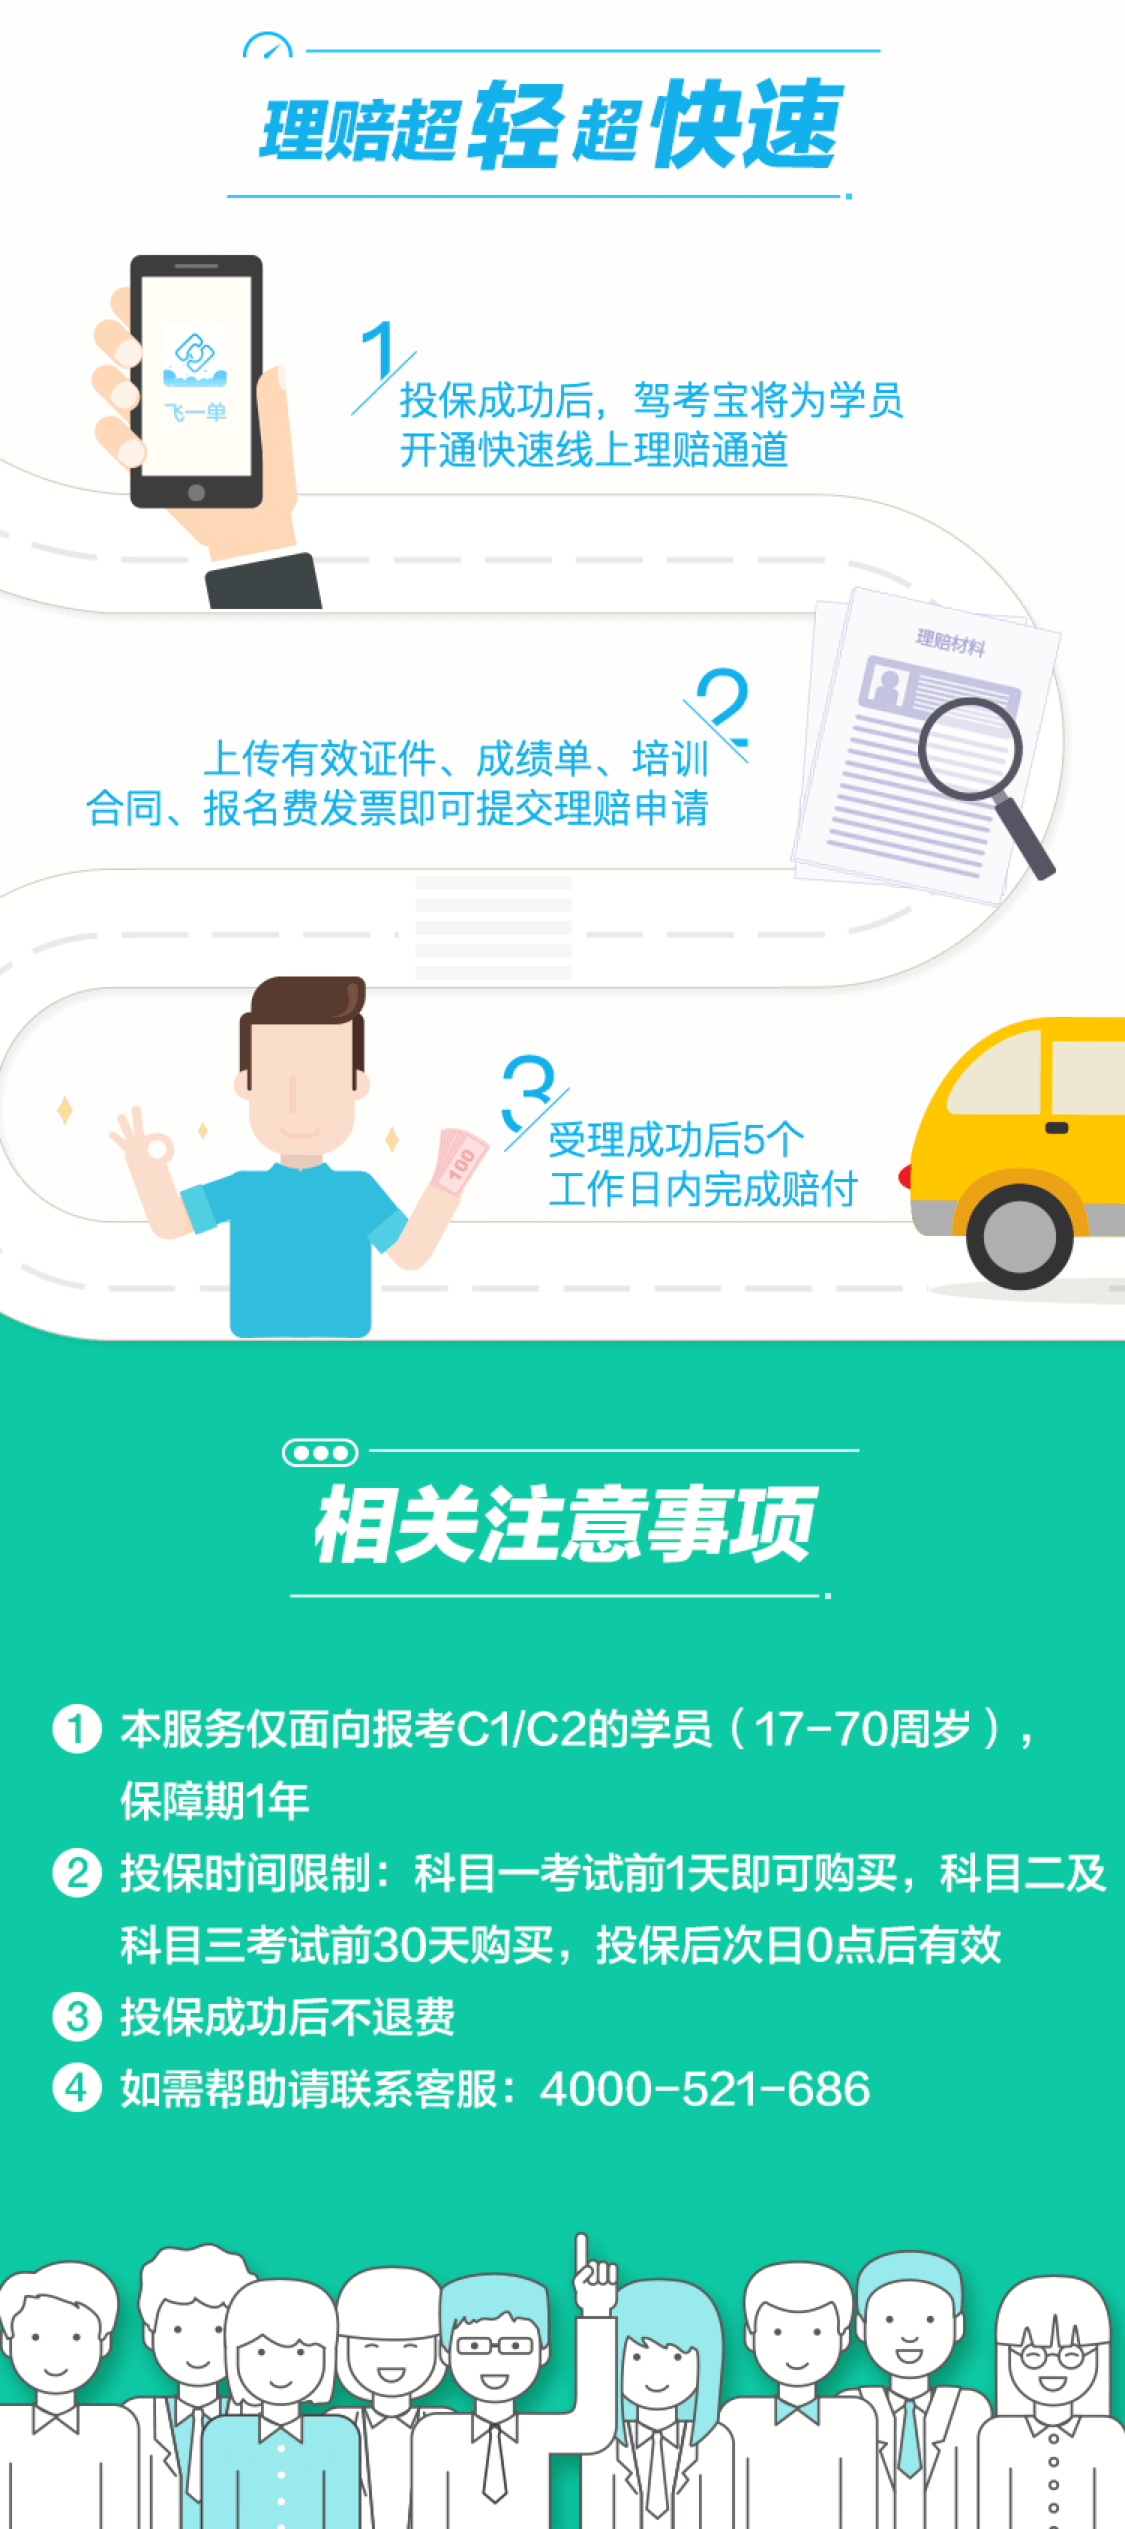 理赔超轻超快速
飞一单
1
投保成功后，驾考宝将为学员
开通快速线上理赔通道
理赔材料
2
上传有效证件、成绩单、培训
合同、报名费发票即可提交理赔申请
3
100
受理成功后5个
工作日内完成赔付
相关注意事项
1 本服务仅面向报考C1/C2的学员（17-70周岁），
保障期1年
2 投保时间限制：科目一考试前1天即可购买，科目二及
科目三考试前30天购买，投保后次日0点后有效
3 投保成功后不退费
4 如需帮助请联系客服：4000-521-686